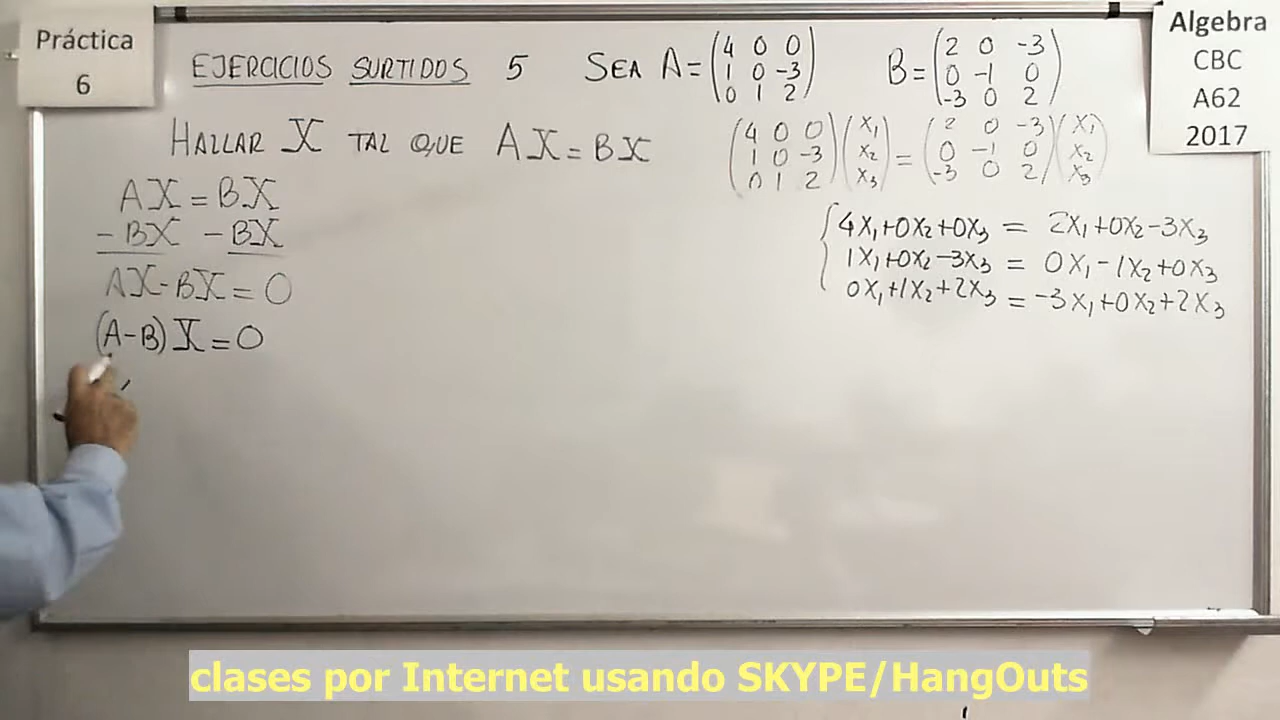 Práctica
6
EJERCICIOS SURTIDOS 5 SEA A = (4 0 0
1 0 -3
0 1 2) B = (2 0 -3
0 -1 0
-3 0 2)
HALLAR X TAL QUE AX = BX
(4 0 0
1 0 -3
0 1 2) (x1
x2
x3) = (2 0 -3
0 -1 0
-3 0 2) (x1
x2
x3)
AX = BX
-BX -BX
AX - BX = 0
(A-B) X = 0
{ 4X1+0X2+0X3 = 2X1+0X2-3X3
1X1+0X2-3X3 = 0X1-1X2+0X3
0X1+1X2+2X3 = -3X1+0X2+2X3
Algebra
CBC
A62
2017
clases por Internet usando SKYPE/HangOuts